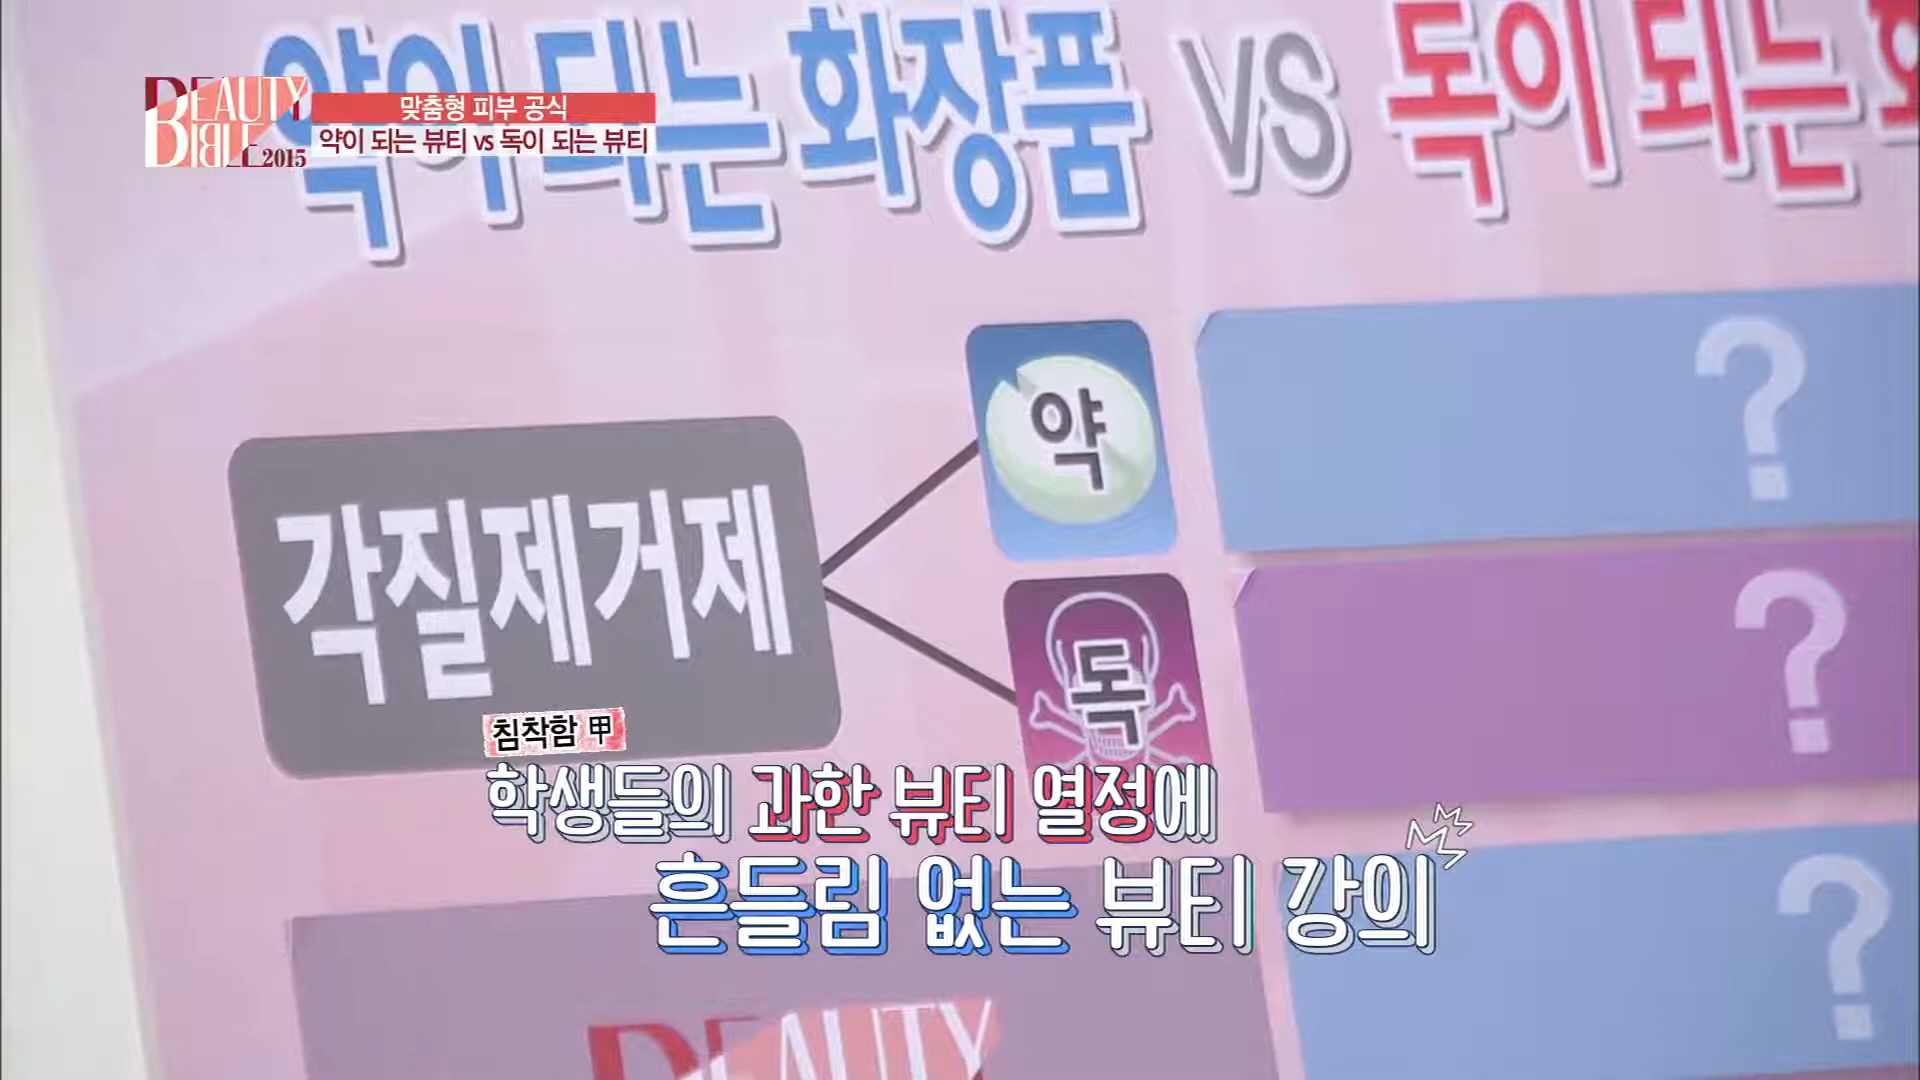 약이 되는 화장품 VS 독이 되는
BEAUTY
BIBLE 2015
맞춤형 피부 공식
약이 되는 뷰티 vs 독이 되는 뷰티
약
?
각질제거제
독
?
침착함 甲
학생들의 과한 뷰티 열정에
흔들림 없는 뷰티 강의
?
BEAUTY